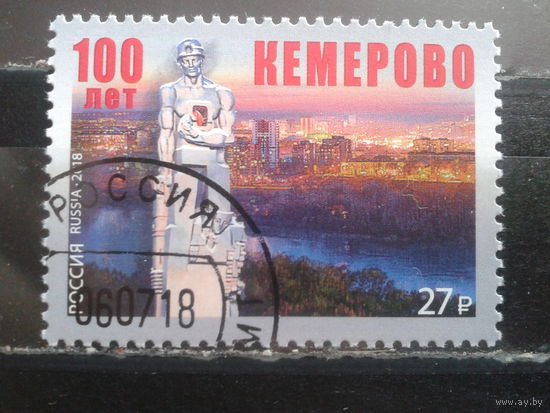 100
лет
КЕМЕРОВО
РОССИЯ RUSSIA · 2018
РОССИЯ
060718
27₽
www.ay.by